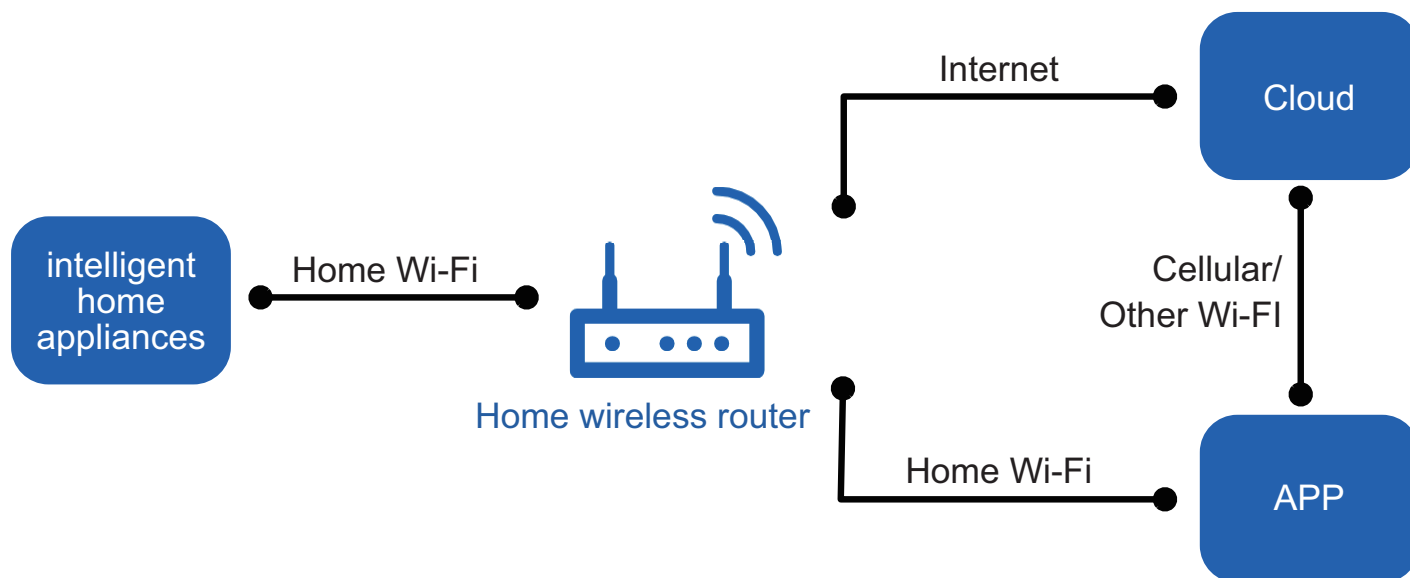 Internet
Cloud
intelligent
home
appliances
Home Wi-Fi
Cellular/
Other Wi-FI
Home wireless router
Home Wi-Fi
APP